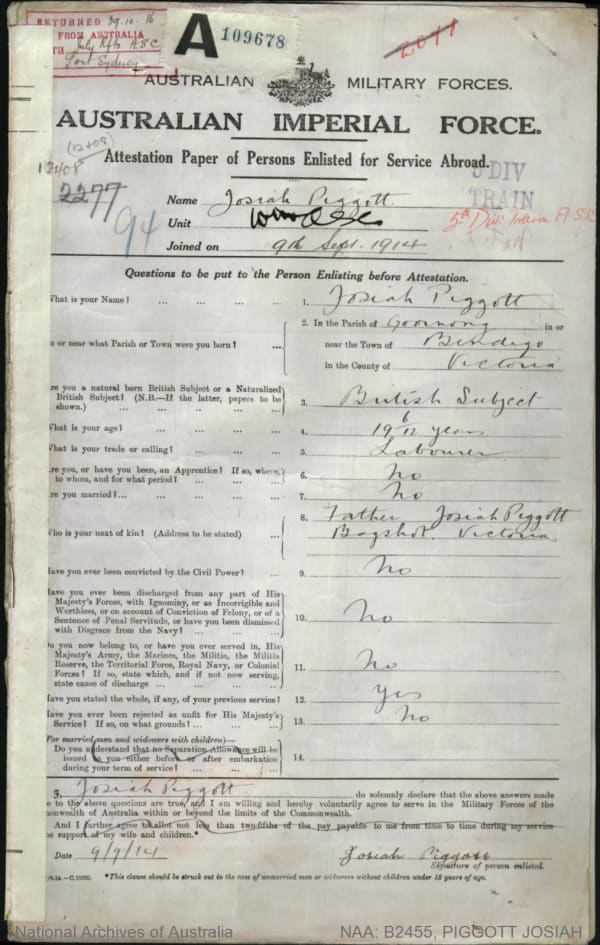 RETURNED 29.10.16
FROM AUSTRALIA
July Rfts A.S.C.
Port Sydney
A 109678
2011
AUSTRALIAN MILITARY FORCES.
AUSTRALIAN IMPERIAL FORCE.
(12408)
12408
Attestation Paper of Persons Enlisted for Service Abroad.
5 DIV
TRAIN
2277
94
Name Josiah Piggott.
5th Div: Train A.S.C
Unit
Joined on 9th Sept. 1914
Questions to be put to the Person Enlisting before Attestation.
What is your Name? ... ... ... ... 1. Josiah Piggott
2. In the Parish of Goornong in or
n or near what Parish or Town were you born? ... near the Town of Bendigo
in the County of Victoria
re you a natural born British Subject or a Naturalized
British Subject? (N.B.—If the latter, papers to be
shown.) ... ... ... ... 3. British Subject
What is your age? ... ... ... ... 4. 19 6/12 years
What is your trade or calling? ... ... ... 5. Labourer
re you, or have you been, an Apprentice? If so, where,
to whom, and for what period? ... ... ... 6. No
re you married?... ... ... ... ... 7. No
8. Father Josiah Piggott
Who is your next of kin? (Address to be stated) ... Bagshot. Victoria
Have you ever been convicted by the Civil Power? ... 9. No
Have you ever been discharged from any part of His
Majesty's Forces, with Ignominy, or as Incorrigible and
Worthless, or on account of Conviction of Felony, or of a
Sentence of Penal Servitude, or have you been dismissed
with Disgrace from the Navy? ... ... ... 10. No
Do you now belong to, or have you ever served in, His
Majesty's Army, the Marines, the Militia, the Militia
Reserve, the Territorial Force, Royal Navy, or Colonial
Forces? If so, state which, and if not now serving,
state cause of discharge ... ... ... 11. No
Have you stated the whole, if any, of your previous service? 12. Yes
Have you ever been rejected as unfit for His Majesty's
Service? If so, on what grounds? ... ... 13. No
(For married men and widowers with children)—
Do you understand that no Separation Allowance will be
issued to you either before or after embarkation
during your term of service? ... ... ... 14.
I, Josiah Piggott do solemnly declare that the above answers made
e to the above questions are true, and I am willing and hereby voluntarily agree to serve in the Military Forces of the
monwealth of Australia within or beyond the limits of the Commonwealth.
And I further agree to allot not less than two-fifths of the pay payable to me from time to time during my service
he support of my wife and children.*
Date 9/9/14 Josiah Piggott
Signature of person enlisted.
*This clause should be struck out in the case of unmarried men or widowers without children under 18 years of age.
National Archives of Australia NAA: B2455, PIGGOTT JOSIAH